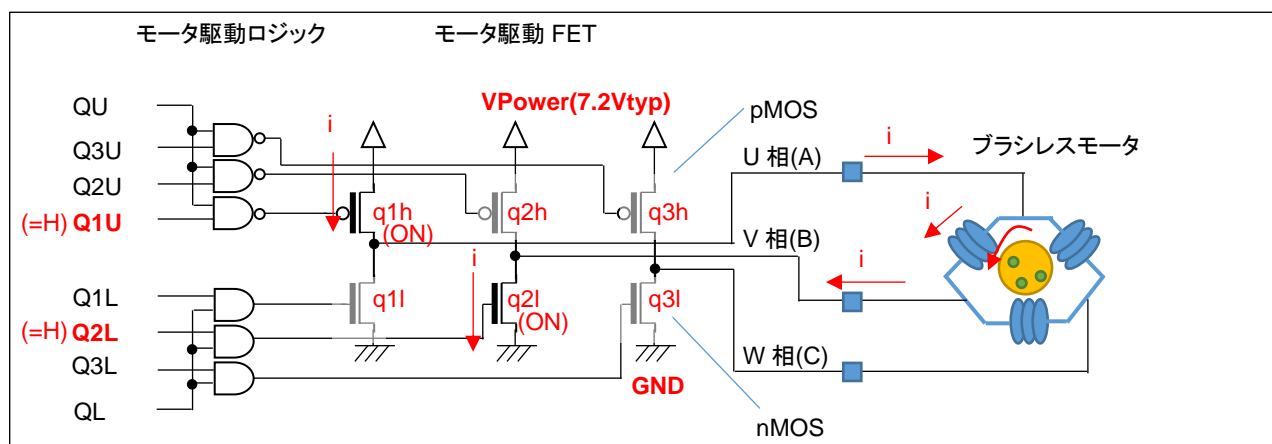 モータ駆動ロジック
モータ駆動 FET
QU
Q3U
Q2U
(=H) Q1U
Q1L
(=H) Q2L
Q3L
QL
i
VPower(7.2Vtyp)
pMOS
q1h
(ON)
q2h
q3h
q1l
i
q2l
(ON)
q3l
GND
nMOS
U 相(A)
i
ブラシレスモータ
V 相(B)
i
i
W 相(C)